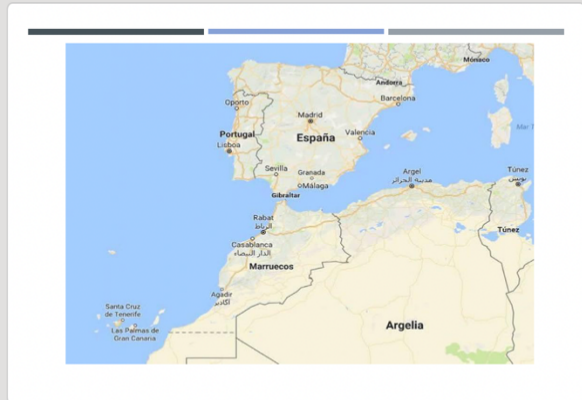 Mónaco
Andorra
Oporto
Barcelona
Madrid
Portugal
España
Valencia
Lisboa
Mar
Sevilla
Granada
Málaga
Gibraltar
Argel
مدينة الجزائر
Túnez
تونس
Rabat
الرباط
Túnez
Casablanca
الدار البيضاء
Marruecos
Agadir
أكادير
Santa Cruz
de Tenerife
Las Palmas de
Gran Canaria
Argelia